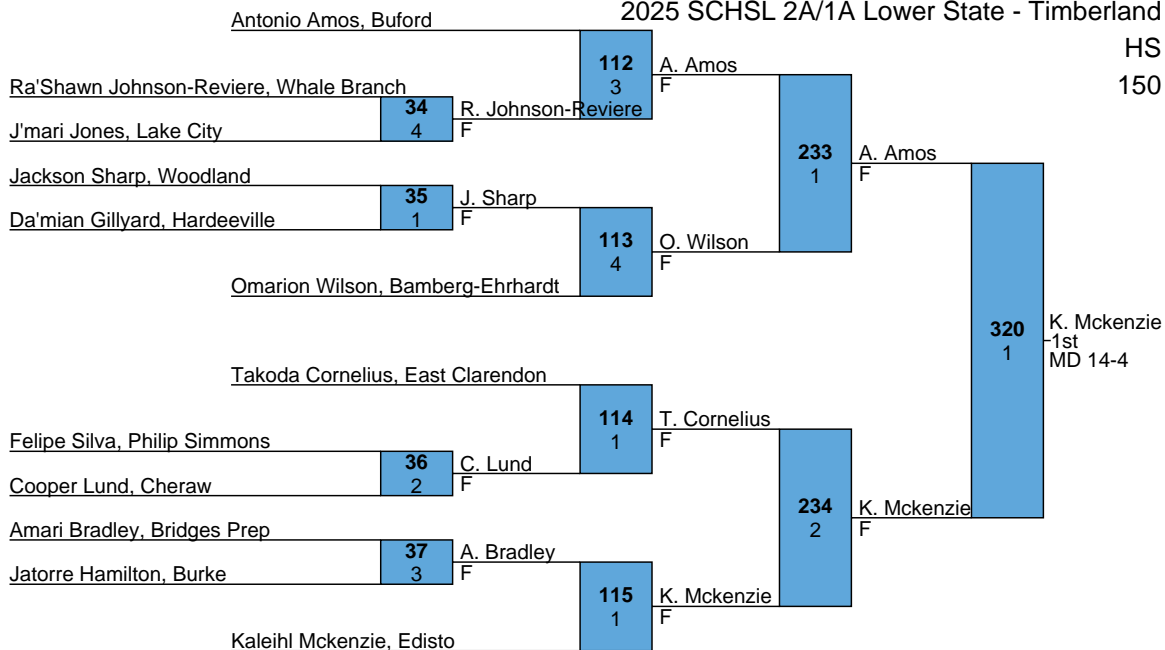 2025 SCHSL 2A/1A Lower State - Timberland
HS
150
Antonio Amos, Buford
112
3
A. Amos
F
Ra'Shawn Johnson-Reviere, Whale Branch
34
4
R. Johnson-Reviere
F
J'mari Jones, Lake City
233
1
A. Amos
F
Jackson Sharp, Woodland
35
1
J. Sharp
F
Da'mian Gillyard, Hardeeville
113
4
O. Wilson
F
Omarion Wilson, Bamberg-Ehrhardt
320
1
K. Mckenzie
1st
MD 14-4
Takoda Cornelius, East Clarendon
114
1
T. Cornelius
F
Felipe Silva, Philip Simmons
36
2
C. Lund
F
Cooper Lund, Cheraw
234
2
K. Mckenzie
F
Amari Bradley, Bridges Prep
37
3
A. Bradley
F
Jatorre Hamilton, Burke
115
1
K. Mckenzie
F
Kaleihl Mckenzie, Edisto